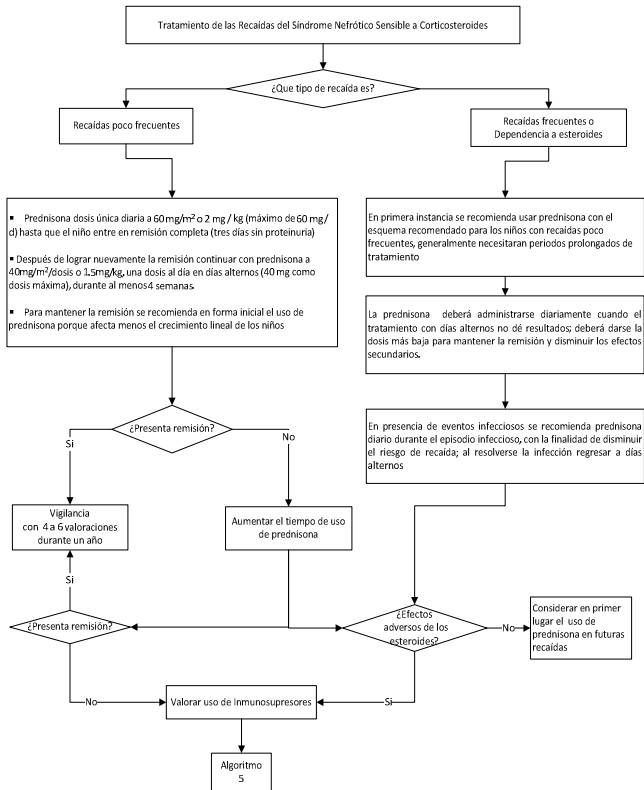 Tratamiento de las Recaídas del Síndrome Nefrótico Sensible a Corticosteroides
¿Que tipo de recaída es?
Recaídas poco frecuentes
Recaídas frecuentes o
Dependencia a esteroides
▪ Prednisona dosis única diaria a 60 mg/m² o 2 mg / kg (máximo de 60 mg /
d) hasta que el niño entre en remisión completa (tres días sin proteinuria)
▪ Después de lograr nuevamente la remisión continuar con prednisona a
40mg/m²/dosis o 1.5mg/kg, una dosis al día en días alternos (40 mg como
dosis máxima), durante al menos 4 semanas.
▪ Para mantener la remisión se recomienda en forma inicial el uso de
prednisona porque afecta menos el crecimiento lineal de los niños
En primera instancia se recomienda usar prednisona con el
esquema recomendado para los niños con recaídas poco
frecuentes, generalmente necesitaran periodos prolongados de
tratamiento
La prednisona deberá administrarse diariamente cuando el
tratamiento con días alternos no dé resultados; deberá darse la
dosis más baja para mantener la remisión y disminuir los efectos
secundarios.
En presencia de eventos infecciosos se recomienda prednisona
diario durante el episodio infeccioso, con la finalidad de disminuir
el riesgo de recaída; al resolverse la infección regresar a días
alternos
¿Presenta remisión?
Si
No
Vigilancia
con 4 a 6 valoraciones
durante un año
Aumentar el tiempo de uso
de prednisona
Si
¿Presenta remisión?
¿Efectos
adversos de los
esteroides?
No
Considerar en primer
lugar el uso de
prednisona en futuras
recaídas
No
Valorar uso de Inmunosupresores
Si
Algoritmo
5